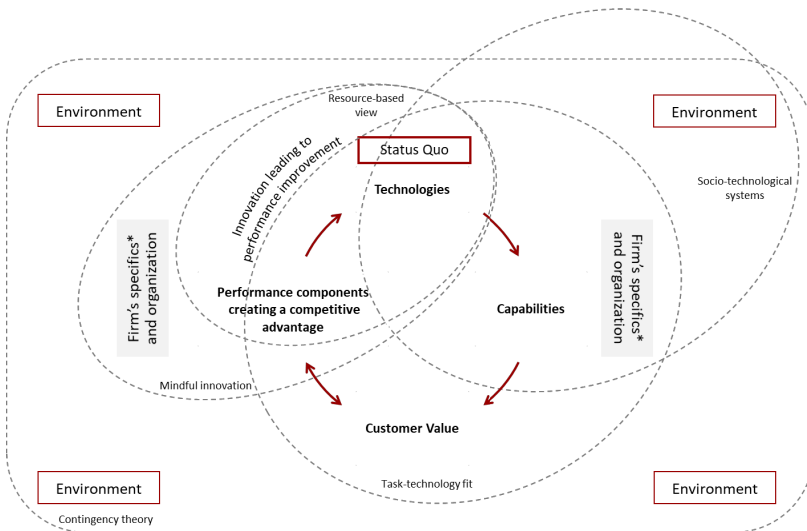 Environment
Environment
Resource-based
view
Innovation leading to
performance improvement
Status Quo
Technologies
Socio-technological
systems
Firm's specifics*
and organization
Firm's specifics*
and organization
Performance components
creating a competitive
advantage
Capabilities
Mindful innovation
Customer Value
Task-technology fit
Environment
Environment
Contingency theory